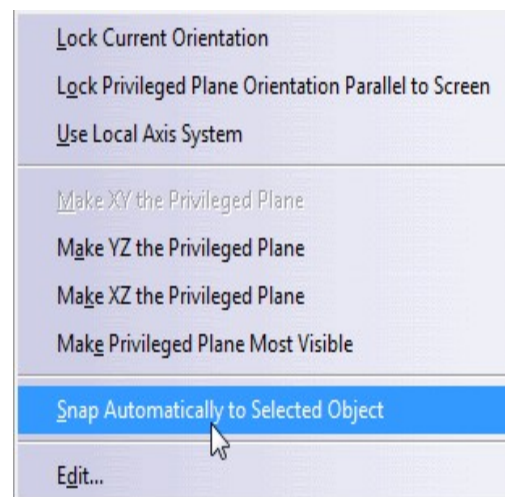 Lock Current Orientation
Lock Privileged Plane Orientation Parallel to Screen
Use Local Axis System
Make XY the Privileged Plane
Make YZ the Privileged Plane
Make XZ the Privileged Plane
Make Privileged Plane Most Visible
Snap Automatically to Selected Object
Edit...